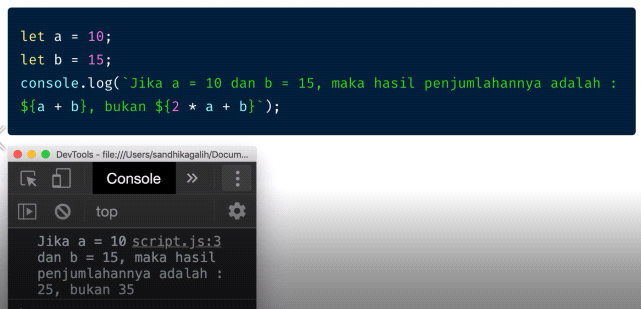 let a = 10;
let b = 15;
console.log(`Jika a = 10 dan b = 15, maka hasil penjumlahannya adalah :
${a + b}, bukan ${2 * a + b}`);
DevTools - file:///Users/sandhikagalih/Docum...
Console »
top
Jika a = 10 script.js:3
dan b = 15, maka hasil
penjumlahannya adalah :
25, bukan 35